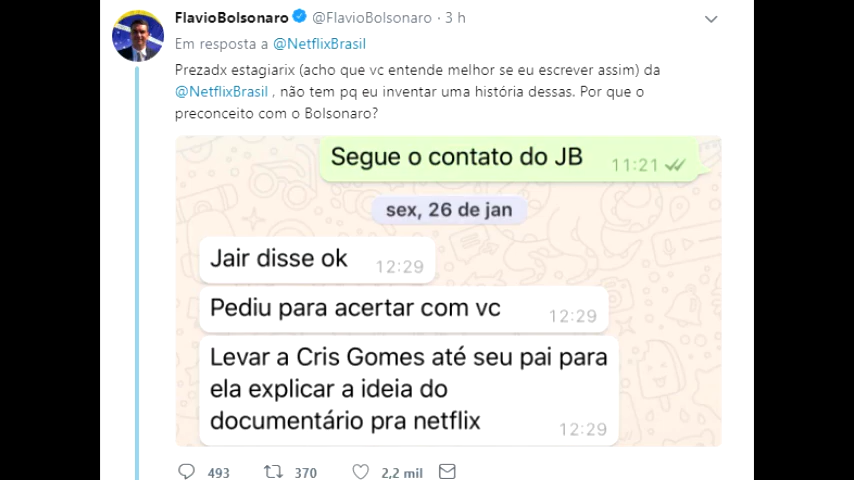 FlavioBolsonaro @FlavioBolsonaro · 3 h
Em resposta a @NetflixBrasil
Prezadx estagiarix (acho que vc entende melhor se eu escrever assim) da
@NetflixBrasil , não tem pq eu inventar uma história dessas. Por que o
preconceito com o Bolsonaro?
Segue o contato do JB 11:21
sex, 26 de jan
Jair disse ok 12:29
Pediu para acertar com vc 12:29
Levar a Cris Gomes até seu pai para
ela explicar a ideia do
documentário pra netflix 12:29
493 370 2,2 mil